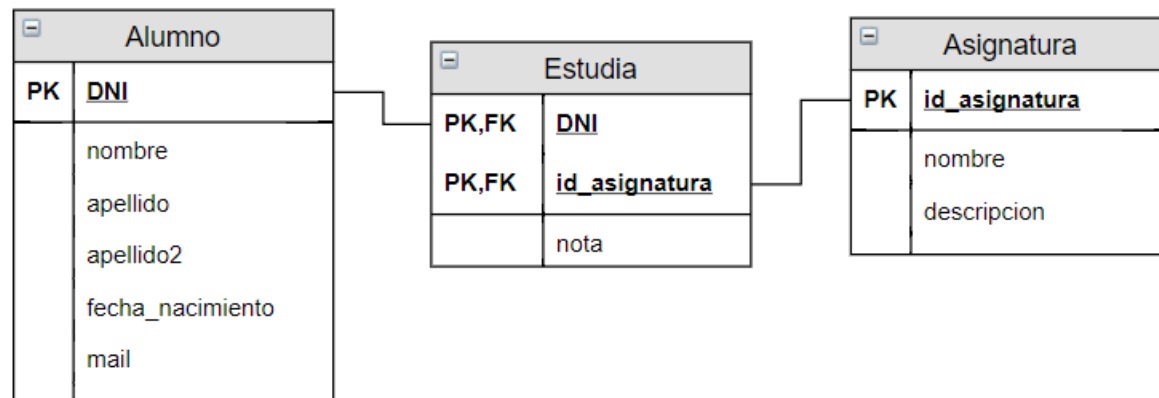 Alumno
PK DNI
nombre
apellido
apellido2
fecha_nacimiento
mail
Estudia
PK,FK DNI
PK,FK id_asignatura
nota
Asignatura
PK id_asignatura
nombre
descripcion